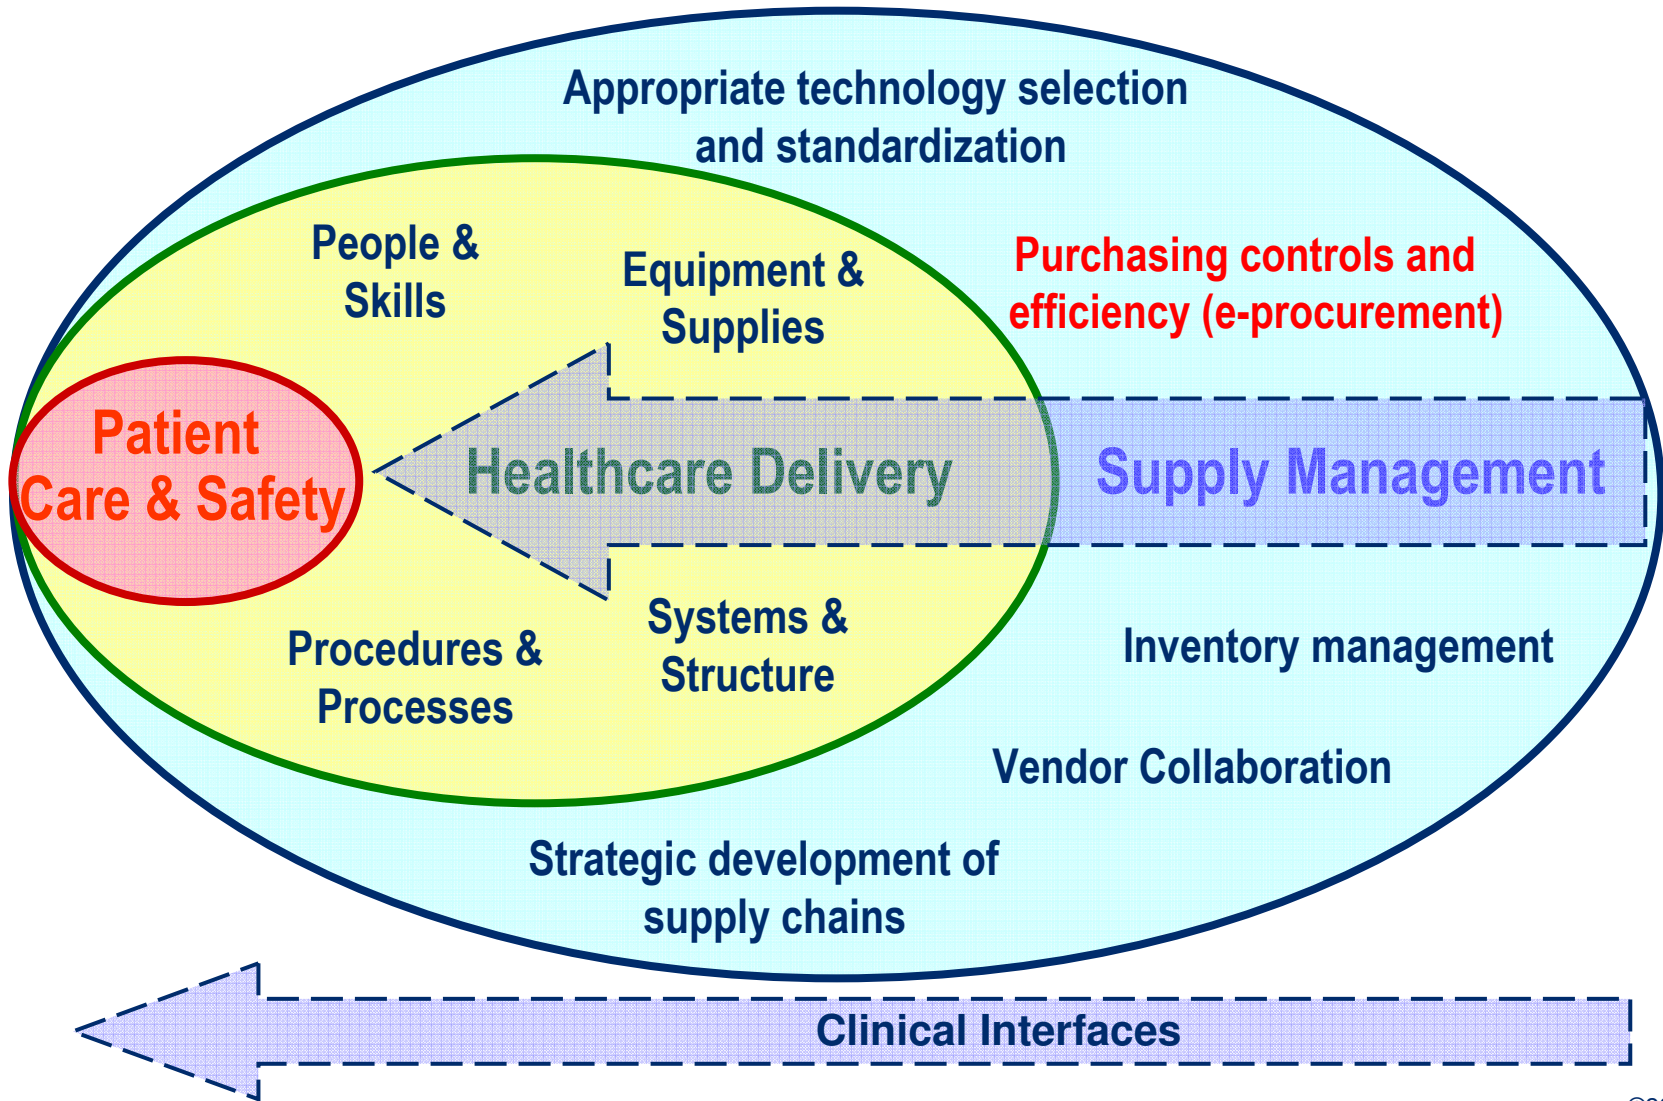 Appropriate technology selection
and standardization
People &
Skills
Equipment &
Supplies
Purchasing controls and
efficiency (e-procurement)
Patient
Care & Safety
Healthcare Delivery
Supply Management
Procedures &
Processes
Systems &
Structure
Inventory management
Vendor Collaboration
Strategic development of
supply chains
Clinical Interfaces